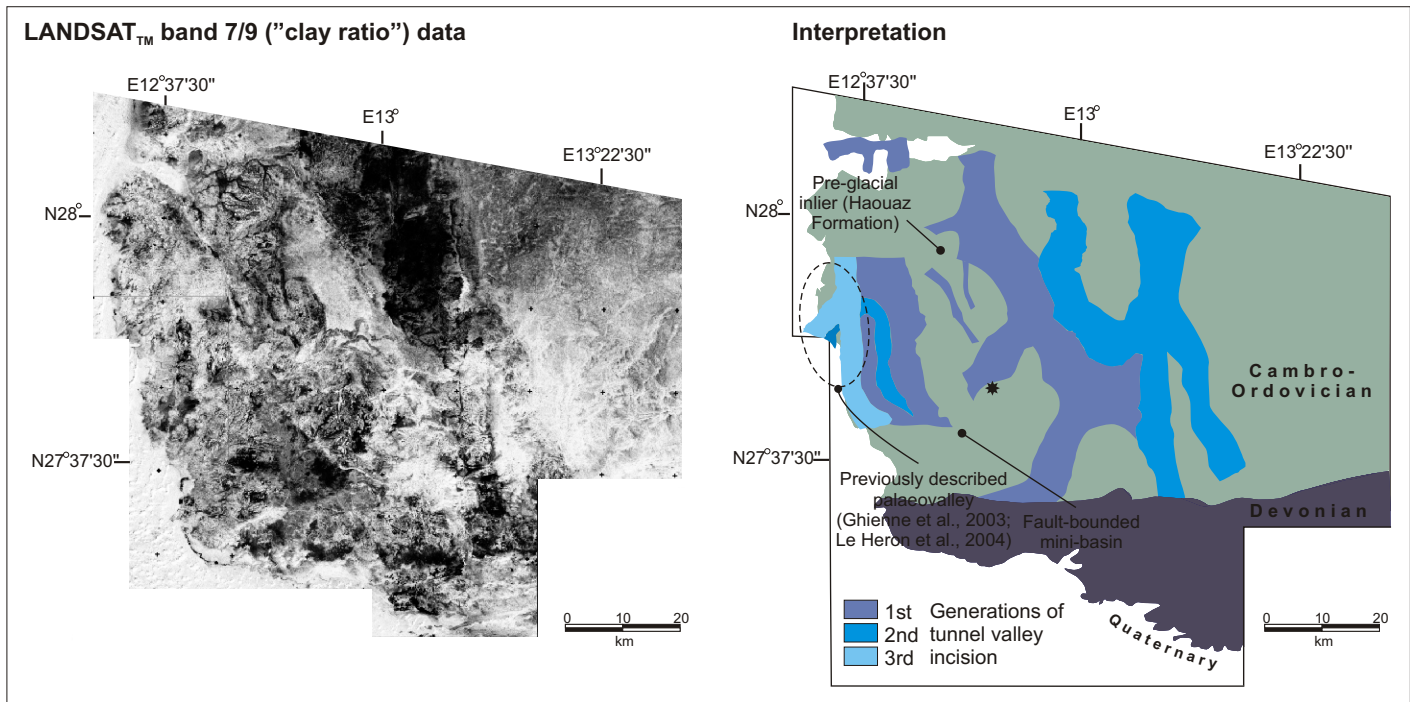 LANDSATTM band 7/9 (”clay ratio”) data
E12°37'30"
E13°
E13°22'30"
N28°
N27°37'30"
0 10 20
km
Interpretation
E12°37'30"
E13°
E13°22'30"
Pre-glacial
inlier (Haouaz
Formation)
N28°
Cambro-
Ordovician
N27°37'30"
Previously described
palaeovalley
(Ghienne et al., 2003;
Le Heron et al., 2004)
Fault-bounded
mini-basin
Devonian
1st Generations of
2nd tunnel valley
3rd incision
Quaternary
0 10 20
km